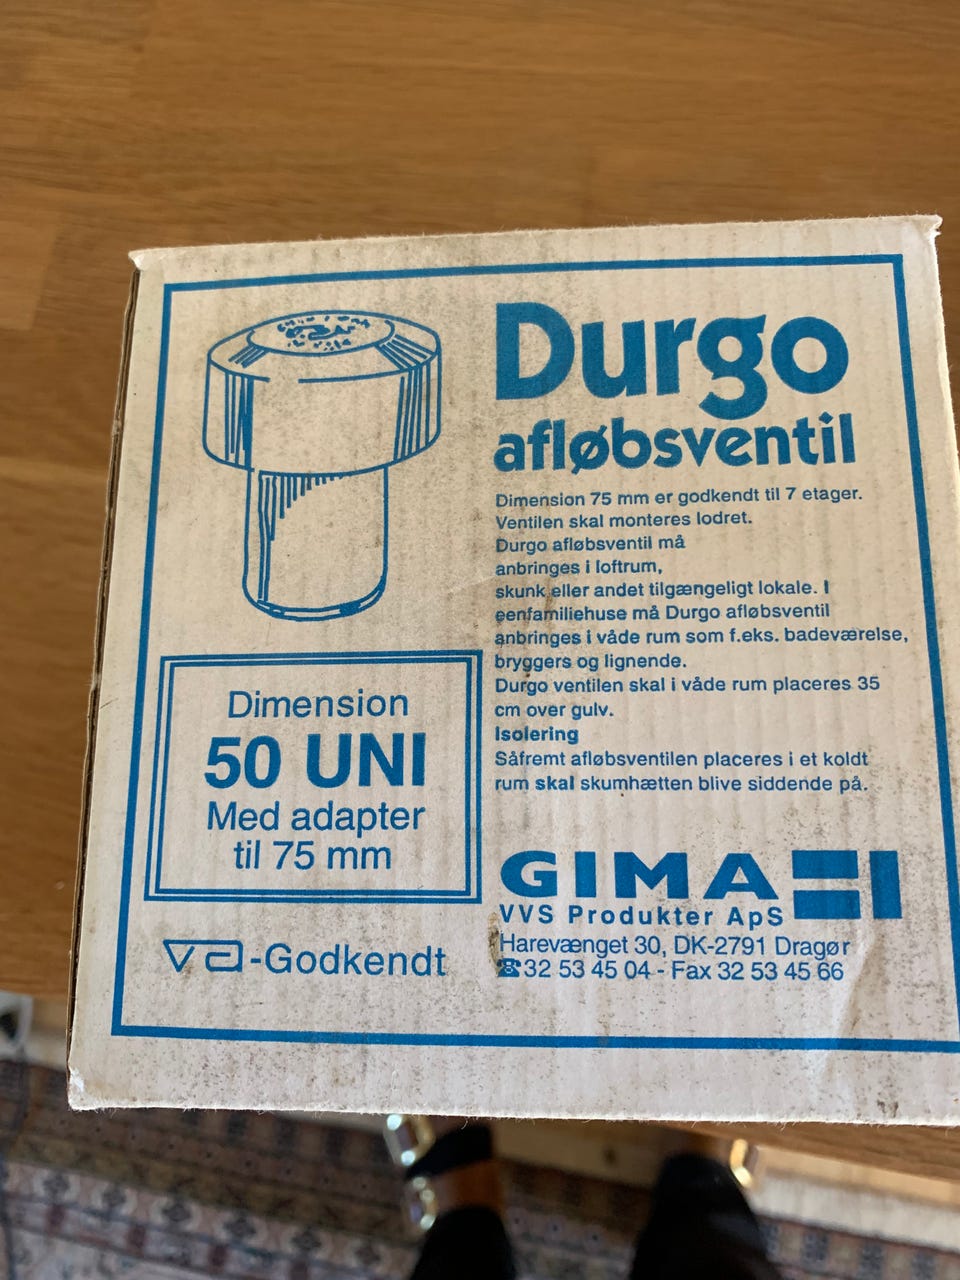 Durgo
afløbsventil
Dimension 75 mm er godkendt til 7 etager.
Ventilen skal monteres lodret.
Durgo afløbsventil må
anbringes i loftrum,
skunk eller andet tilgængeligt lokale. I
eenfamiliehuse må Durgo afløbsventil
anbringes i våde rum som f.eks. badeværelse,
bryggers og lignende.
Durgo ventilen skal i våde rum placeres 35
cm over gulv.
Isolering
Såfremt afløbsventilen placeres i et koldt
rum skal skumhætten blive siddende på.
Dimension
50 UNI
Med adapter
til 75 mm
va-Godkendt
GIMA
VVS Produkter ApS
Harevænget 30, DK-2791 Dragør
☎32 53 45 04 - Fax 32 53 45 66